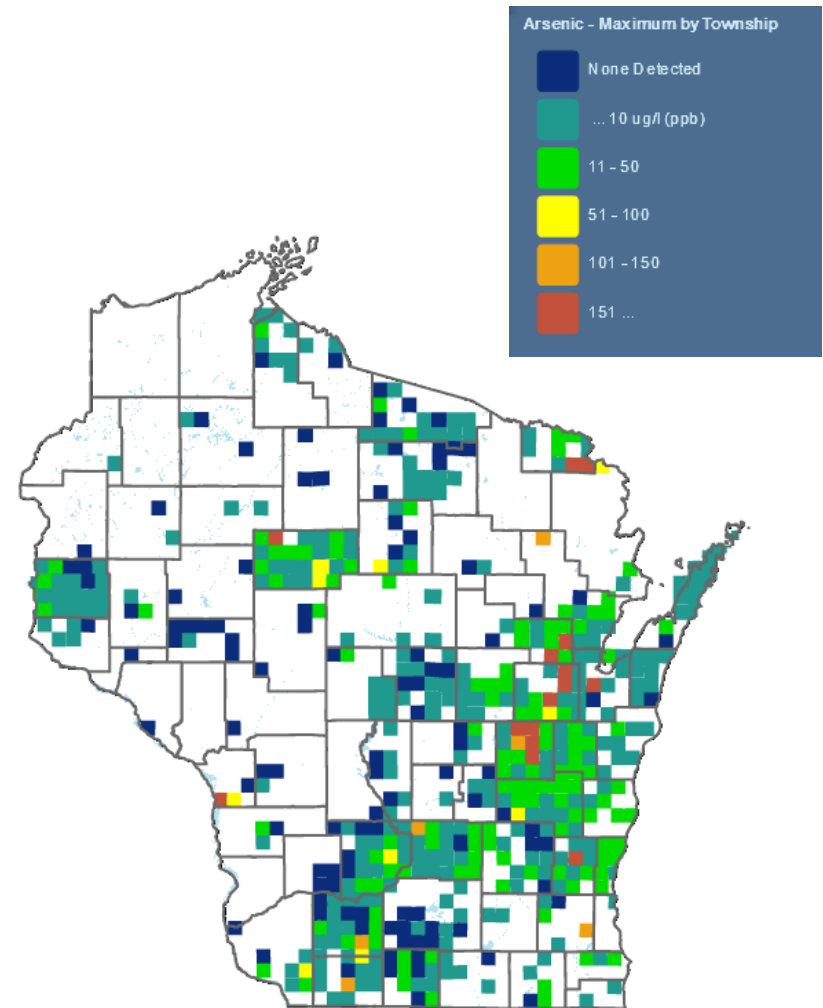 Arsenic - Maximum by Township
None Detected
... 10 ug/l (ppb)
11 - 50
51 - 100
101 - 150
151 ...